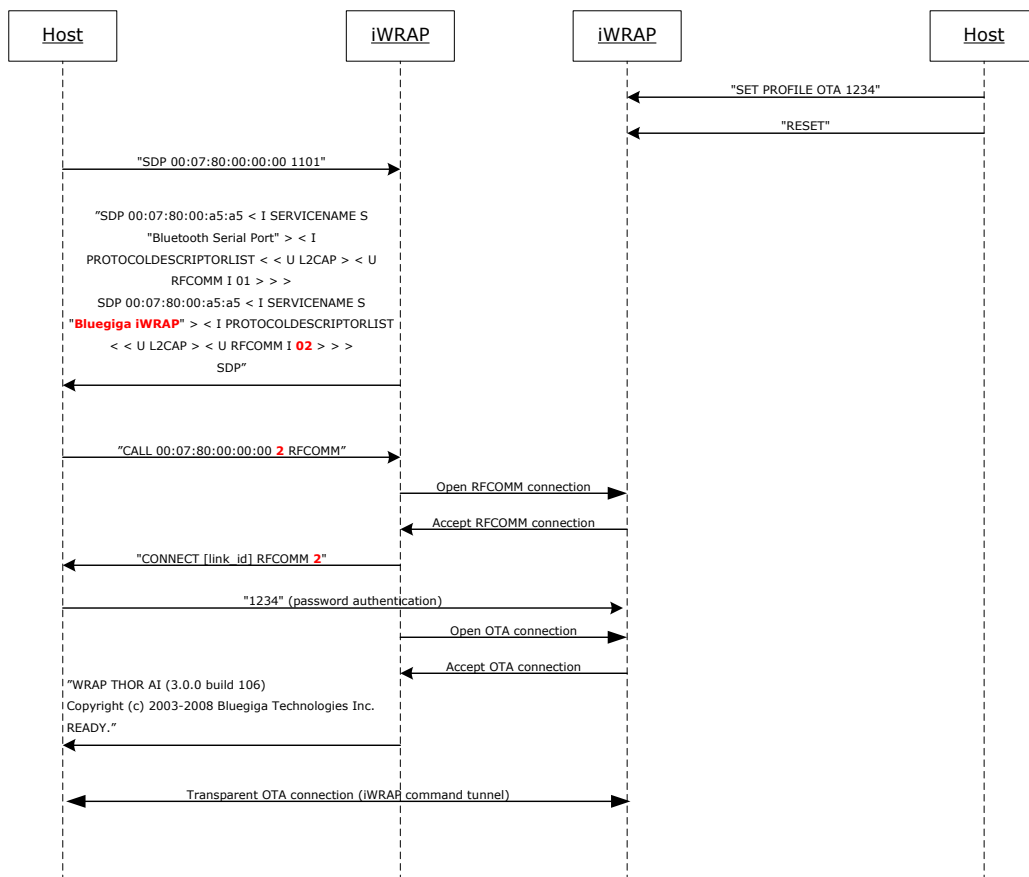 Host
iWRAP
iWRAP
Host
"SET PROFILE OTA 1234"
"RESET"
"SDP 00:07:80:00:00:00 1101"
”SDP 00:07:80:00:a5:a5 < I SERVICENAME S
"Bluetooth Serial Port" > < I
PROTOCOLDESCRIPTORLIST < < U L2CAP > < U
RFCOMM I 01 > > >
SDP 00:07:80:00:a5:a5 < I SERVICENAME S
"Bluegiga iWRAP" > < I PROTOCOLDESCRIPTORLIST
< < U L2CAP > < U RFCOMM I 02 > > >
SDP”
”CALL 00:07:80:00:00:00 2 RFCOMM”
Open RFCOMM connection
Accept RFCOMM connection
"CONNECT [link_id] RFCOMM 2"
"1234" (password authentication)
Open OTA connection
Accept OTA connection
”WRAP THOR AI (3.0.0 build 106)
Copyright (c) 2003-2008 Bluegiga Technologies Inc.
READY.”
Transparent OTA connection (iWRAP command tunnel)